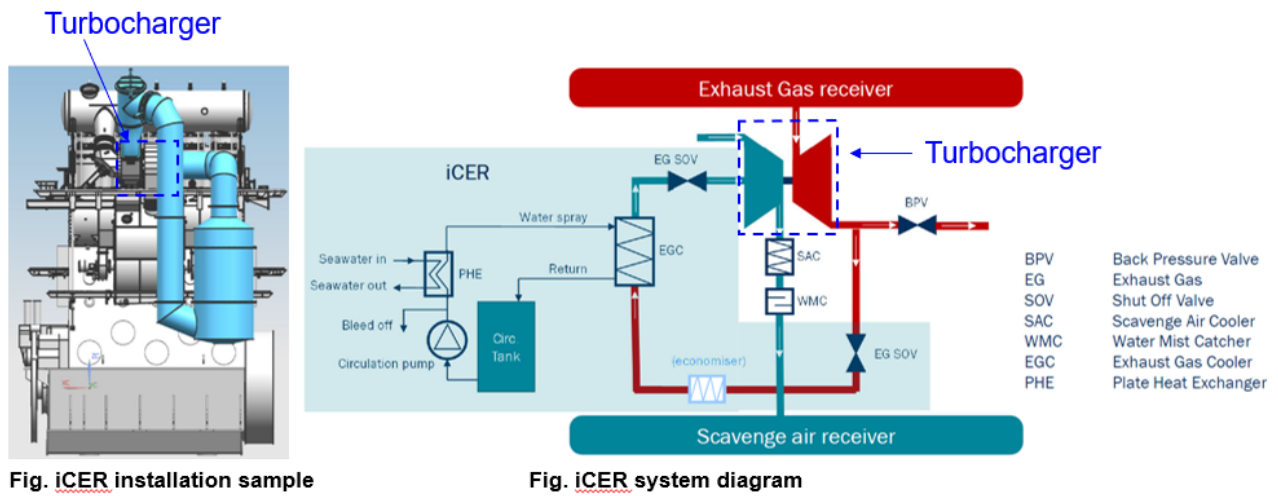 Turbocharger
Exhaust Gas receiver
Turbocharger
EG SOV
iCER
BPV
Water spray
EGC
Seawater in
PHE
Return
SAC
Seawater out
WMC
Bleed off
Circ
Tank
Circulation pump
(economiser)
EG SOV
Scavenge air receiver
BPV Back Pressure Valve
EG Exhaust Gas
SOV Shut Off Valve
SAC Scavenge Air Cooler
WMC Water Mist Catcher
EGC Exhaust Gas Cooler
PHE Plate Heat Exchanger
Fig. iCER installation sample
Fig. iCER system diagram